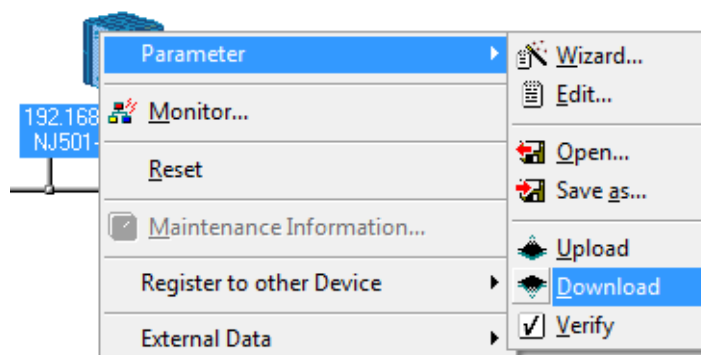 Parameter
Wizard...
Edit...
192.168
Monitor...
NJ501-
Open...
Reset
Save as...
Maintenance Information...
Upload
Register to other Device
Download
External Data
Verify